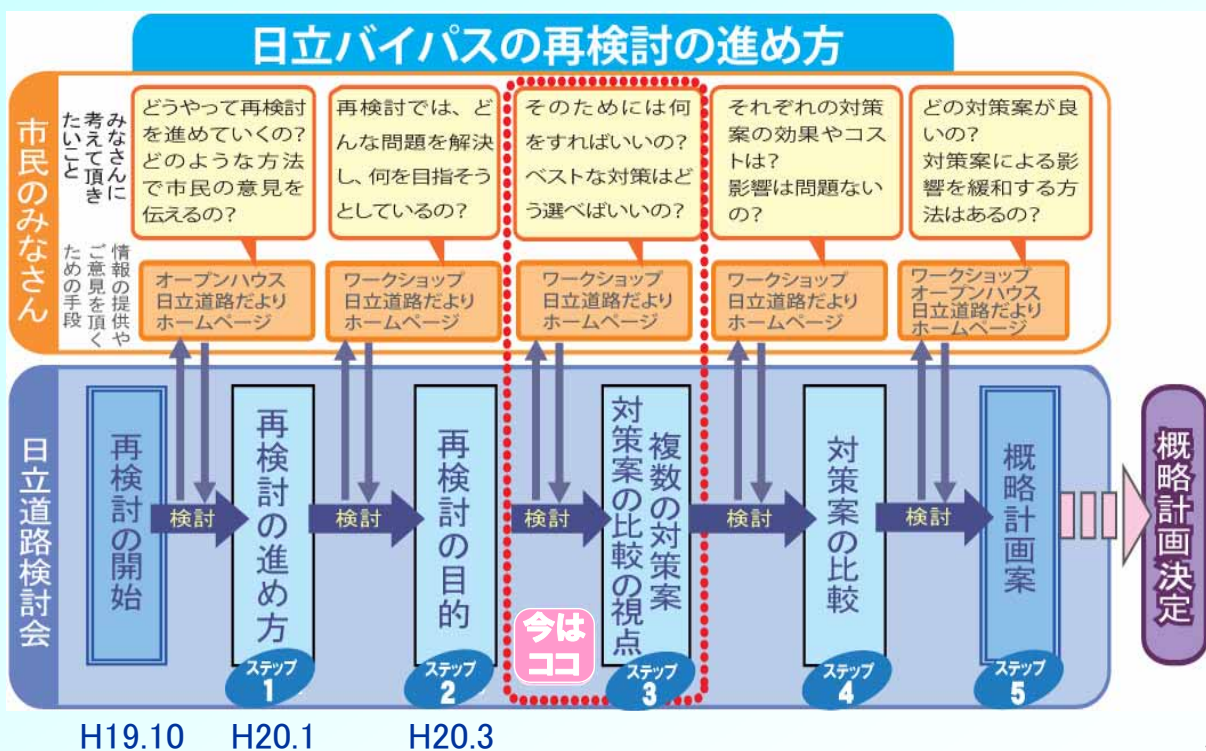 日立バイパスの再検討の進め方
市民のみなさん
みなさんに
考えて頂き
たいこと
どうやって再検討
を進めていくの?
どのような方法
で市民の意見を
伝えるの?
再検討では、ど
んな問題を解決
し、何を目指そう
としているの?
そのためには何
をすればいいの?
ベストな対策はど
う選べばいいの?
それぞれの対策
案の効果やコス
トは?
影響は問題ない
の?
どの対策案が良
いの?
対策案による影
響を緩和する方
法はあるの?
情報の提供や
ご意見を頂く
ための手段
オープンハウス
日立道路だより
ホームページ
ワークショップ
日立道路だより
ホームページ
ワークショップ
日立道路だより
ホームページ
ワークショップ
日立道路だより
ホームページ
ワークショップ
オープンハウス
日立道路だより
ホームページ
日立道路検討会
再検討の開始
検討
再検討の進め方
ステップ
1
検討
再検討の目的
ステップ
2
検討
今は
ココ
複数の対策案
対策案の比較の視点
ステップ
3
検討
対策案の比較
ステップ
4
検討
概略計画案
ステップ
5
概略計画決定
H19.10
H20.1
H20.3